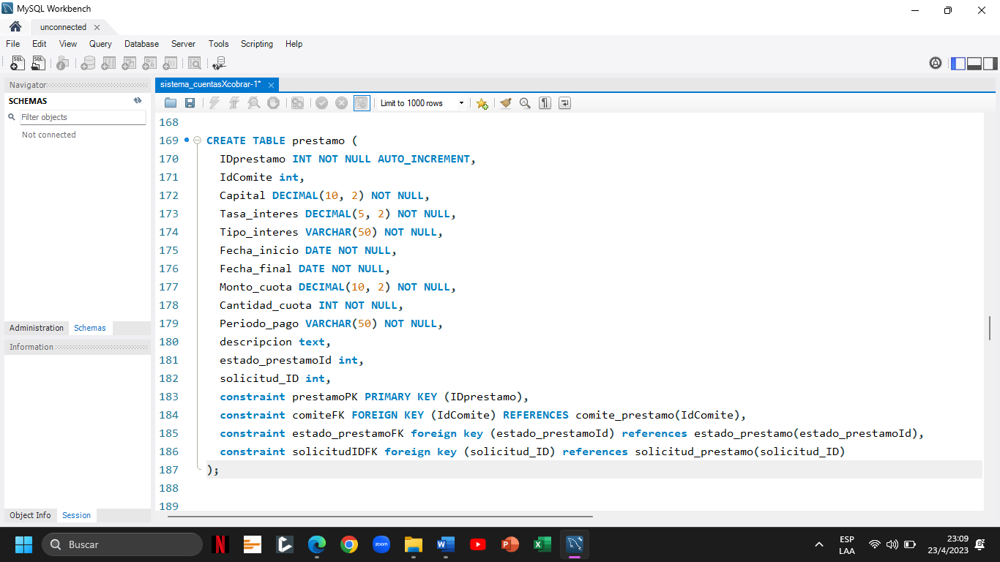 MySQL Workbench
unconnected
File Edit View Query Database Server Tools Scripting Help
Navigator
SCHEMAS
Filter objects
Not connected
Administration Schemas
Information
Object Info Session
sistema_cuentasXcobrar-1*
Limit to 1000 rows
168
169 CREATE TABLE prestamo (
170 IDprestamo INT NOT NULL AUTO_INCREMENT,
171 IdComite int,
172 Capital DECIMAL(10, 2) NOT NULL,
173 Tasa_interes DECIMAL(5, 2) NOT NULL,
174 Tipo_interes VARCHAR(50) NOT NULL,
175 Fecha_inicio DATE NOT NULL,
176 Fecha_final DATE NOT NULL,
177 Monto_cuota DECIMAL(10, 2) NOT NULL,
178 Cantidad_cuota INT NOT NULL,
179 Periodo_pago VARCHAR(50) NOT NULL,
180 descripcion text,
181 estado_prestamoId int,
182 solicitud_ID int,
183 constraint prestamoPK PRIMARY KEY (IDprestamo),
184 constraint comiteFK FOREIGN KEY (IdComite) REFERENCES comite_prestamo(IdComite),
185 constraint estado_prestamoFK foreign key (estado_prestamoId) references estado_prestamo(estado_prestamoId),
186 constraint solicitudIDFK foreign key (solicitud_ID) references solicitud_prestamo(solicitud_ID)
187 );
188
189
Buscar
zoom
ESP
LAA
23:09
23/4/2023